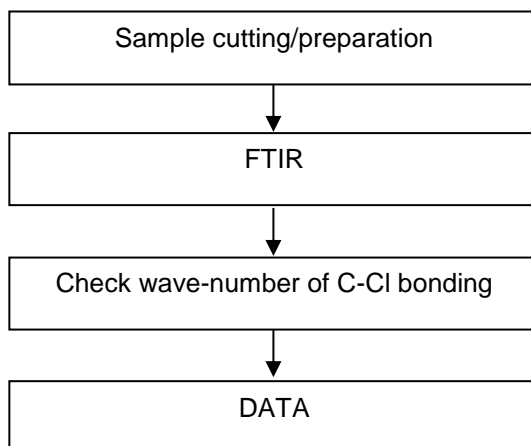 Sample cutting/preparation
FTIR
Check wave-number of C-Cl bonding
DATA